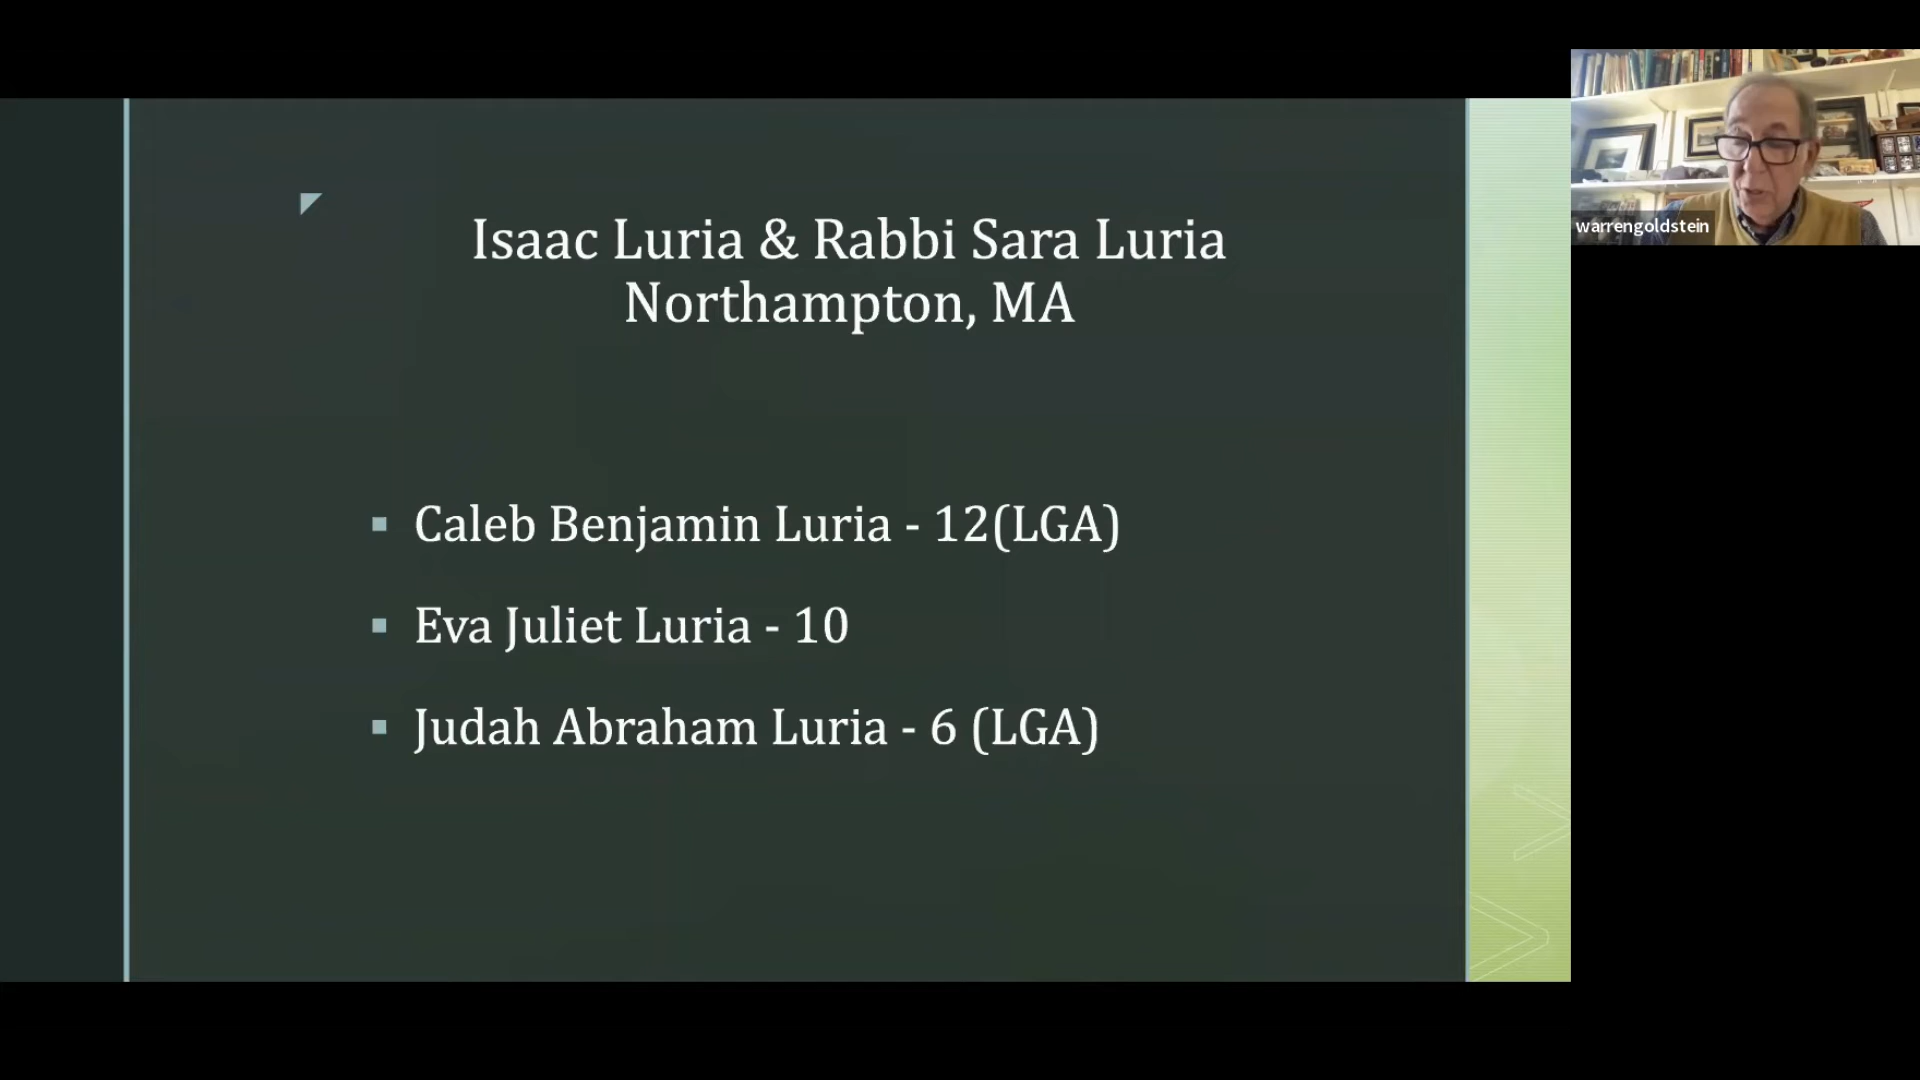 Isaac Luria & Rabbi Sara Luria
Northampton, MA
Caleb Benjamin Luria - 12(LGA)
Eva Juliet Luria - 10
Judah Abraham Luria - 6 (LGA)
warrengoldstein